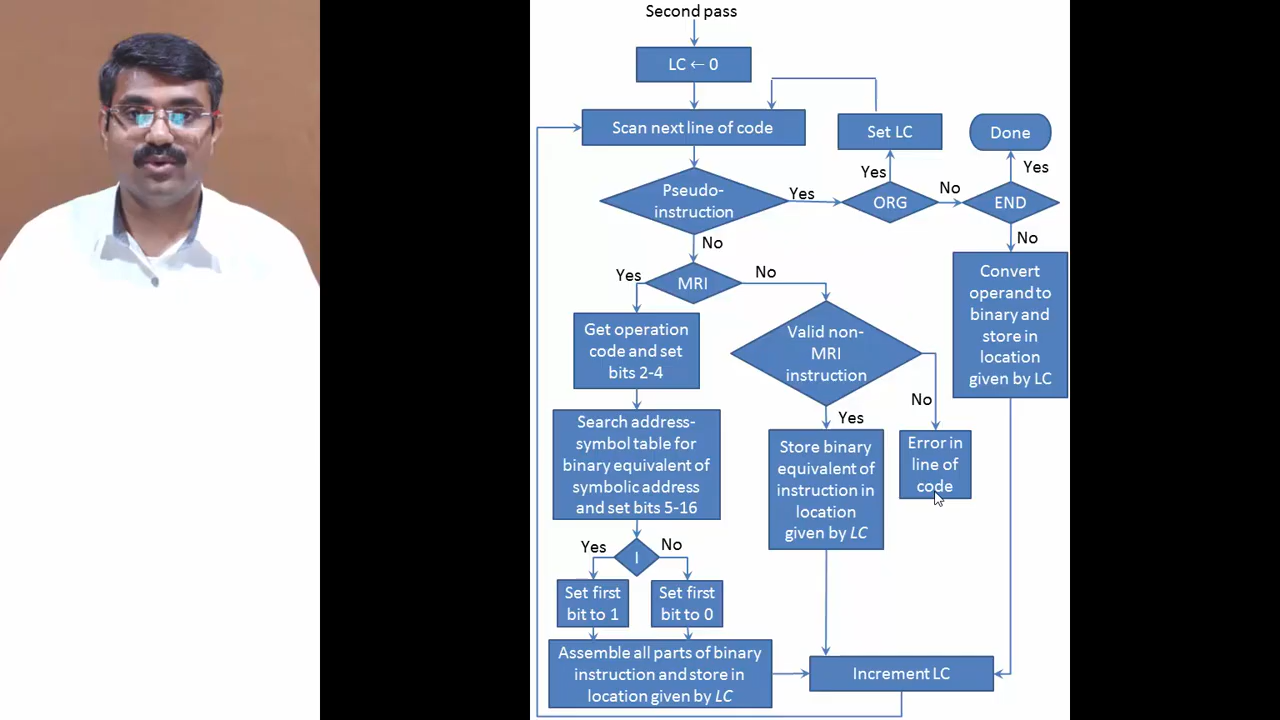 Second pass
LC ← 0
Scan next line of code
Set LC
Done
Yes
Yes
Pseudo-
instruction
Yes
ORG
No
END
No
No
MRI
Yes
No
Convert
operand to
binary and
store in
location
given by LC
Get operation
code and set
bits 2-4
Valid non-
MRI
instruction
No
Yes
Search address-
symbol table for
binary equivalent of
symbolic address
and set bits 5-16
Store binary
equivalent of
instruction in
location
given by LC
Error in
line of
code
Yes
I
No
Set first
bit to 1
Set first
bit to 0
Assemble all parts of binary
instruction and store in
location given by LC
Increment LC